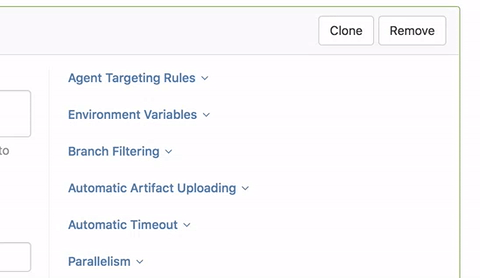 Clone Remove
Agent Targeting Rules
Environment Variables
Branch Filtering
to
Automatic Artifact Uploading
Automatic Timeout
Parallelism